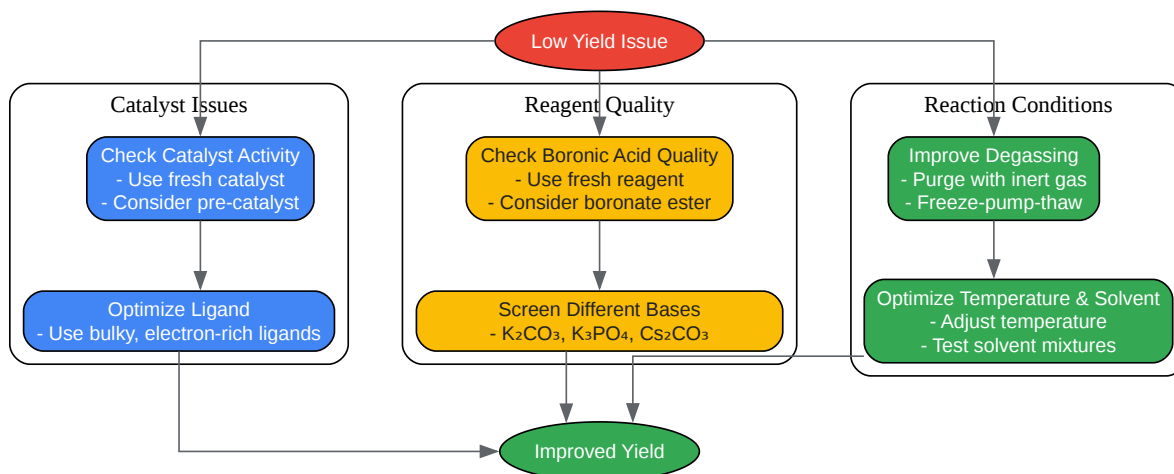 Low Yield Issue
Catalyst Issues
Check Catalyst Activity
- Use fresh catalyst
- Consider pre-catalyst
Optimize Ligand
- Use bulky, electron-rich ligands
Reagent Quality
Check Boronic Acid Quality
- Use fresh reagent
- Consider boronate ester
Screen Different Bases
- K₂CO₃, K₃PO₄, Cs₂CO₃
Reaction Conditions
Improve Degassing
- Purge with inert gas
- Freeze-pump-thaw
Optimize Temperature & Solvent
- Adjust temperature
- Test solvent mixtures
Improved Yield